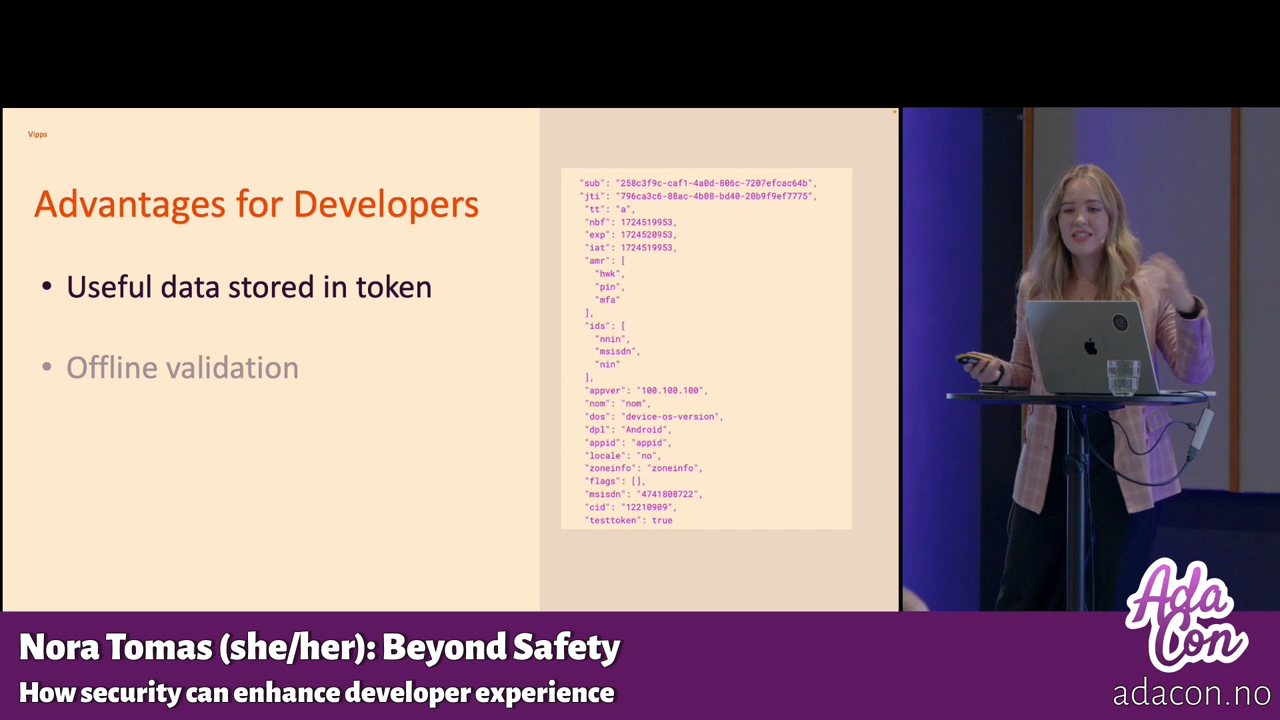 Vipps
Advantages for Developers
• Useful data stored in token
• Offline validation
"sub": "258c3f9c-caf1-4a0d-806c-7207efcac64b",
"jti": "796ca3c6-88ac-4b08-bd40-20b9f9ef7775",
"tt": "a",
"nbf": 1724519953,
"exp": 1724520953,
"iat": 1724519953,
"amr": [
"hwk",
"pin",
"mfa"
],
"ids": [
"nnin",
"msisdn",
"nin"
],
"appver": "100.100.100",
"nom": "nom",
"dos": "device-os-version",
"dpl": "Android",
"appid": "appid",
"locale": "no",
"zoneinfo": "zoneinfo",
"flags": [],
"msisdn": "4741808722",
"cid": "12210909",
"testtoken": true
Nora Tomas (she/her): Beyond Safety
How security can enhance developer experience
Ada
Con
adacon.no